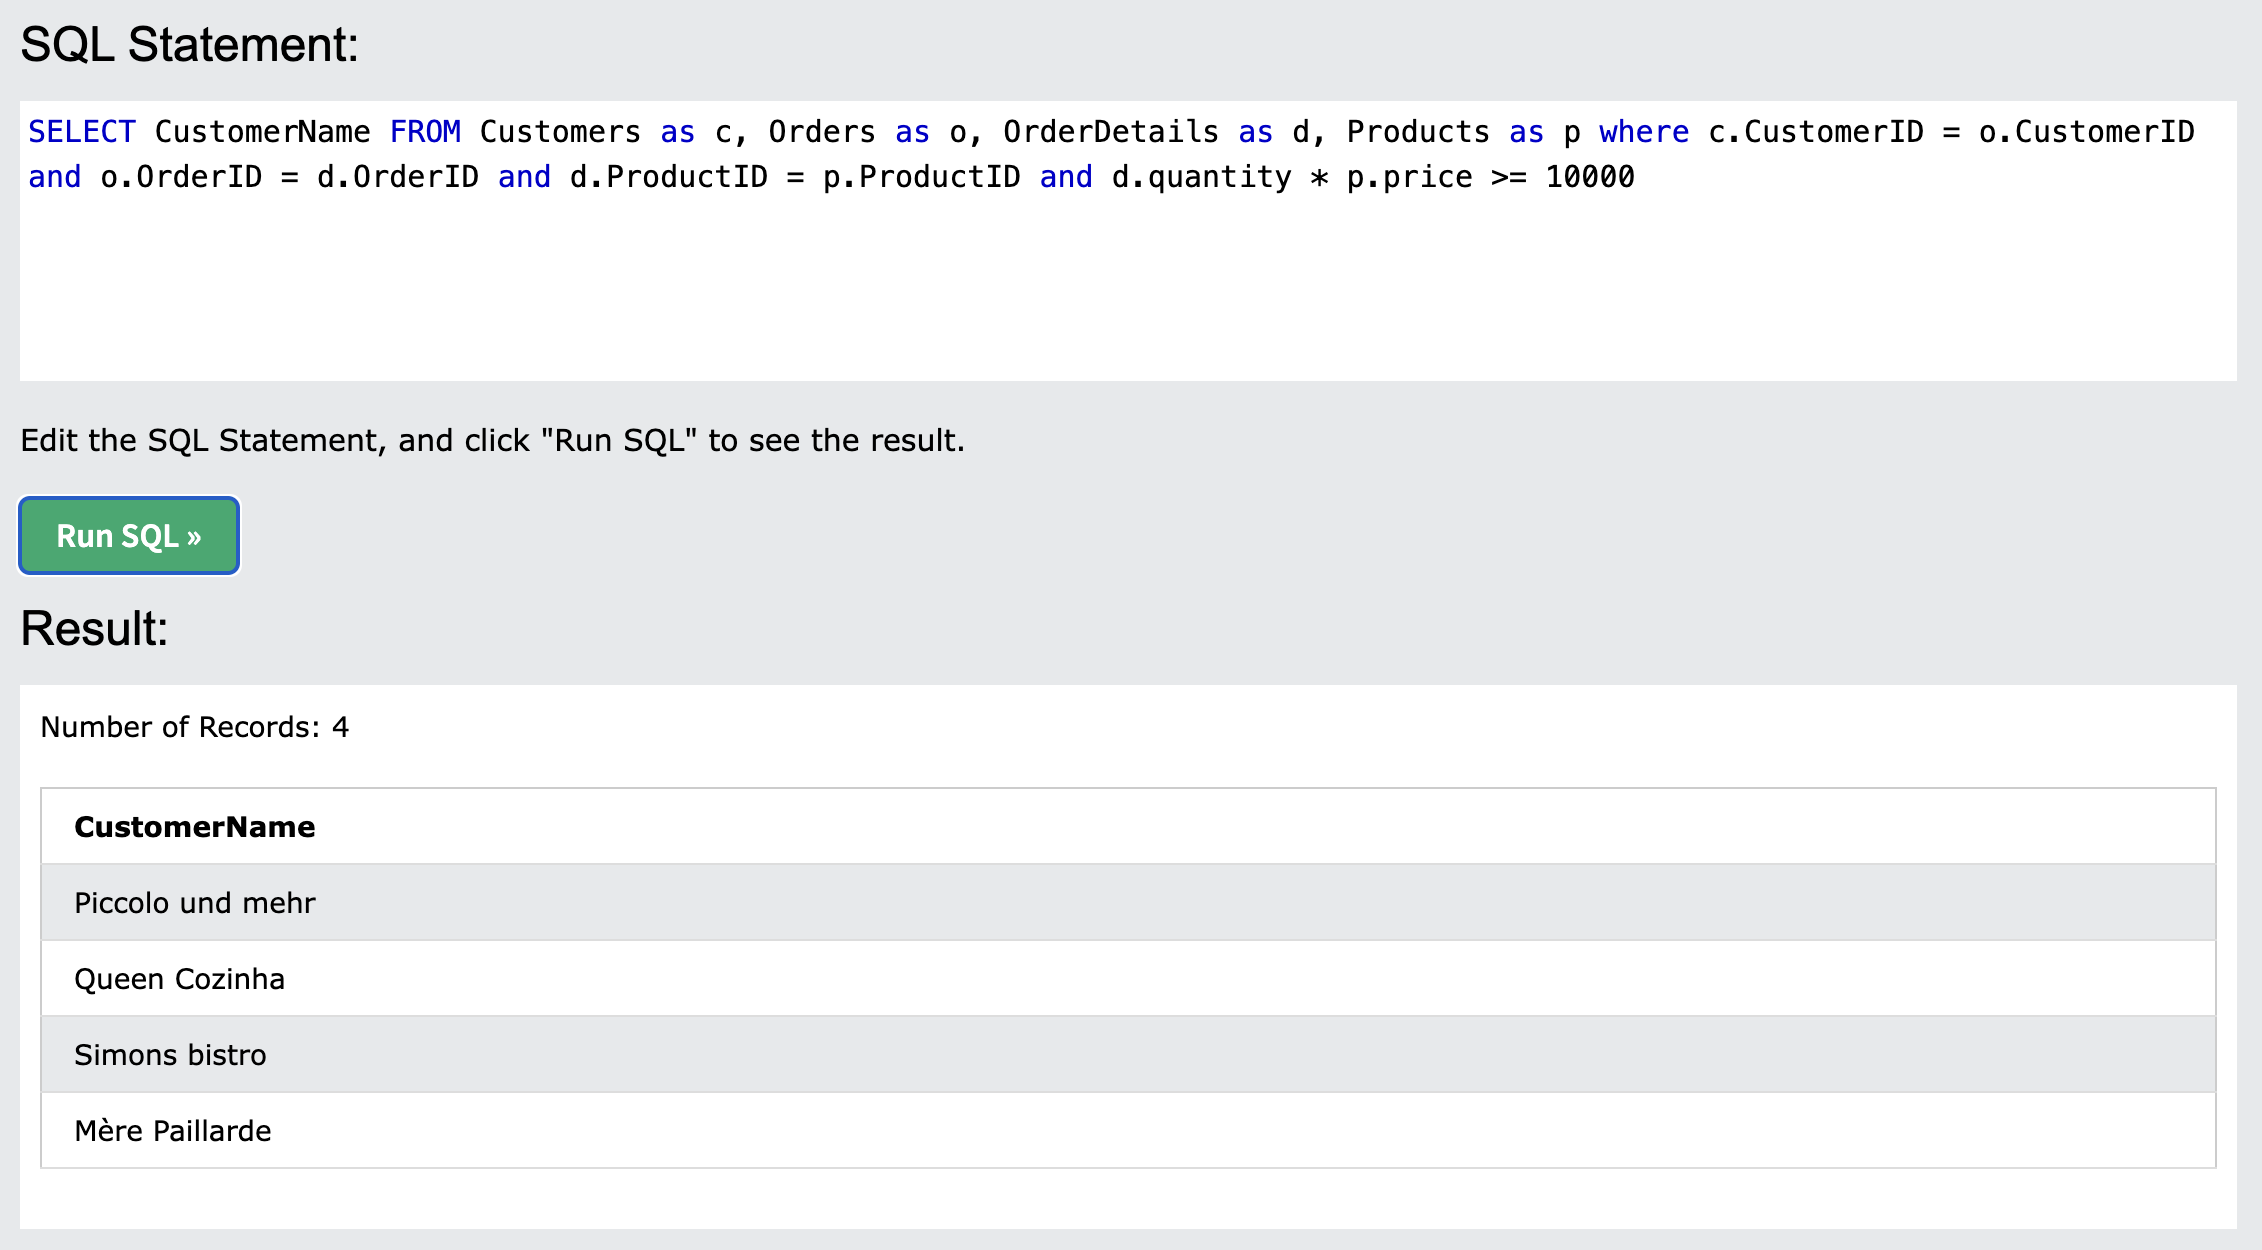 SQL Statement:
SELECT CustomerName FROM Customers as c, Orders as o, OrderDetails as d, Products as p where c.CustomerID = o.CustomerID
and o.OrderID = d.OrderID and d.ProductID = p.ProductID and d.quantity * p.price >= 10000
Edit the SQL Statement, and click "Run SQL" to see the result.
Run SQL »
Result:
Number of Records: 4
CustomerName
Piccolo und mehr
Queen Cozinha
Simons bistro
Mère Paillarde